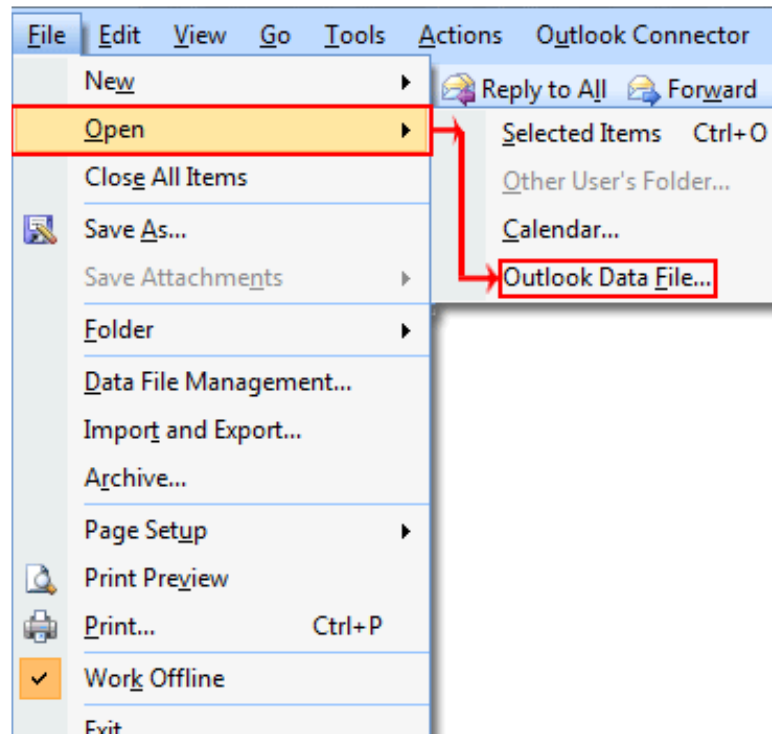 File Edit View Go Tools Actions Outlook Connector
New
Reply to All Forward
Open
Selected Items Ctrl+O
Close All Items
Other User's Folder...
Save As...
Calendar...
Save Attachments
Outlook Data File...
Folder
Data File Management...
Import and Export...
Archive...
Page Setup
Print Preview
Print... Ctrl+P
Work Offline
Exit